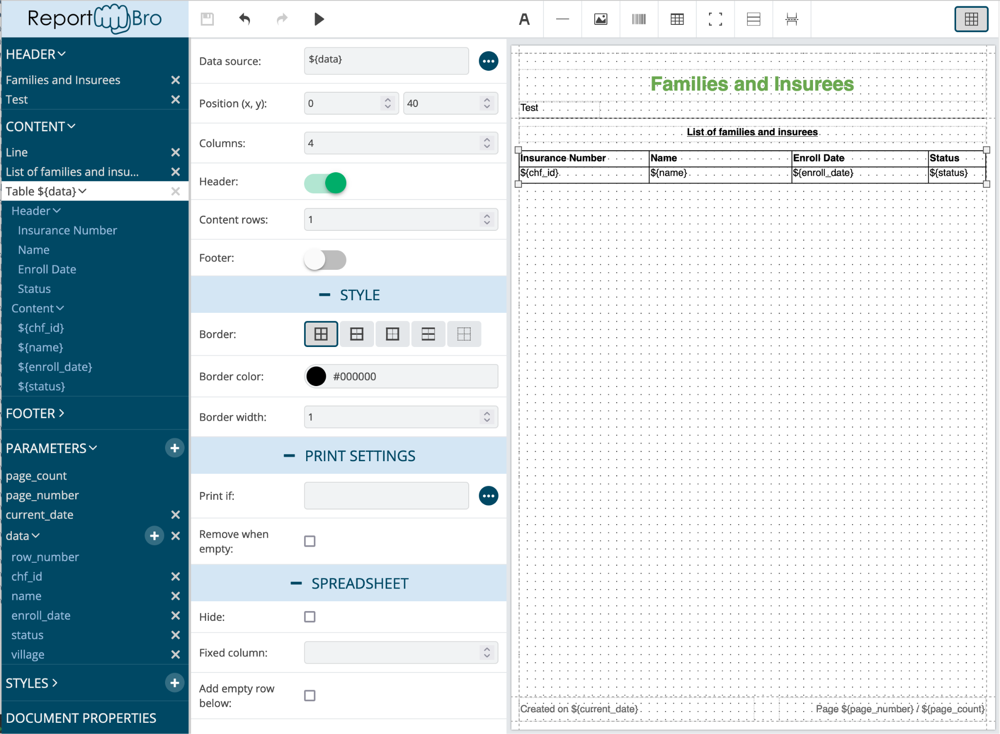 ReportBro
HEADER
Families and Insurees
Test
CONTENT
Line
List of families and insu...
Table ${data}
Header
Insurance Number
Name
Enroll Date
Status
Content
${chf_id}
${name}
${enroll_date}
${status}
FOOTER
PARAMETERS
page_count
page_number
current_date
data
row_number
chf_id
name
enroll_date
status
village
STYLES
DOCUMENT PROPERTIES
Data source: ${data}
Position (x, y): 0 40
Columns: 4
Header:
Content rows: 1
Footer:
STYLE
Border:
Border color: #000000
Border width: 1
PRINT SETTINGS
Print if:
Remove when
empty:
SPREADSHEET
Hide:
Fixed column:
Add empty row
below:
A
Families and Insurees
Test
List of families and insurees
Insurance Number Name Enroll Date Status
${chf_id} ${name} ${enroll_date} ${status}
Created on ${current_date} Page ${page_number} / ${page_count}